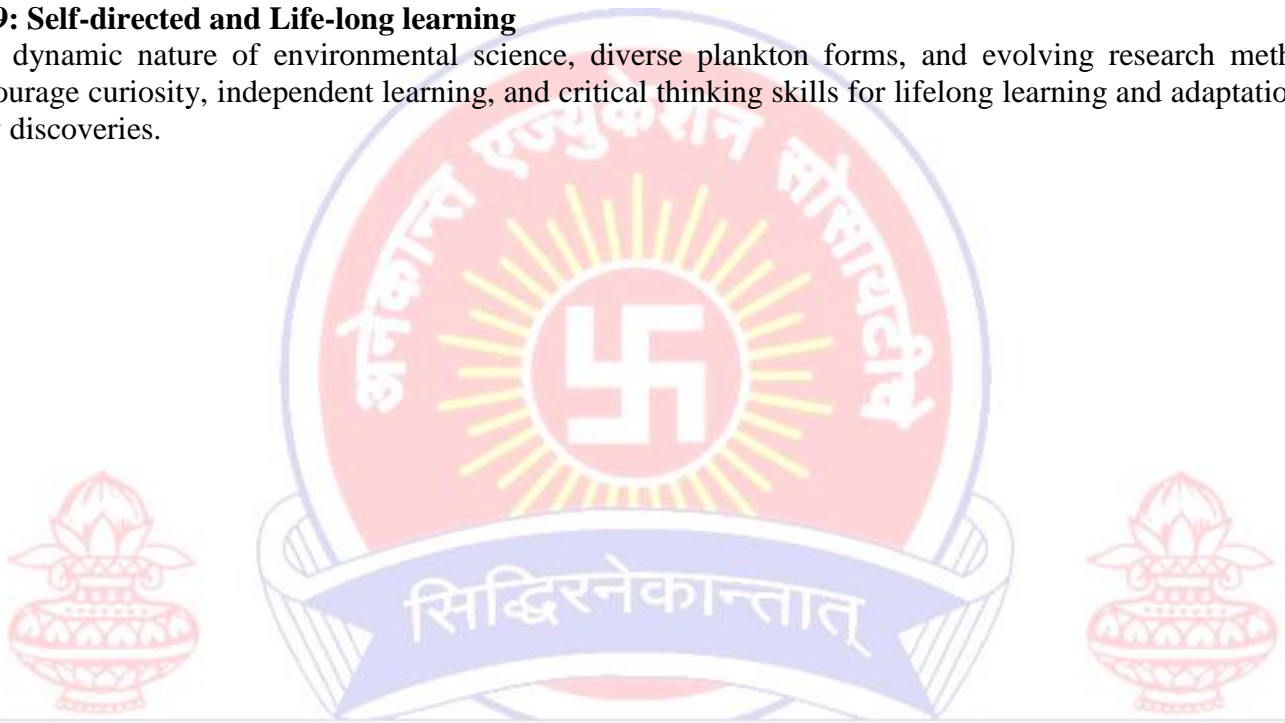 9: Self-directed and Life-long learning
dynamic nature of environmental science, diverse plankton forms, and evolving research meth
ourage curiosity, independent learning, and critical thinking skills for lifelong learning and adaptatio
discoveries.
अनेकान्त एज्युकेशन सोसायटीचे
सिद्धिरनेकान्तात्